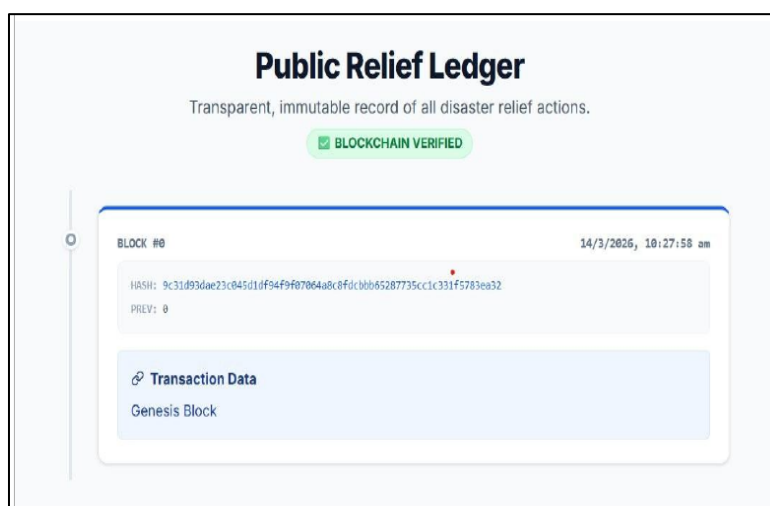 Public Relief Ledger
Transparent, immutable record of all disaster relief actions.
✅ BLOCKCHAIN VERIFIED
BLOCK #0
14/3/2026, 10:27:58 am
HASH: 9c31d93dae23c045d1df94f9f07064a8c8fdcbbb65287735cc1c331f5783ea32
PREV: 0
Transaction Data
Genesis Block